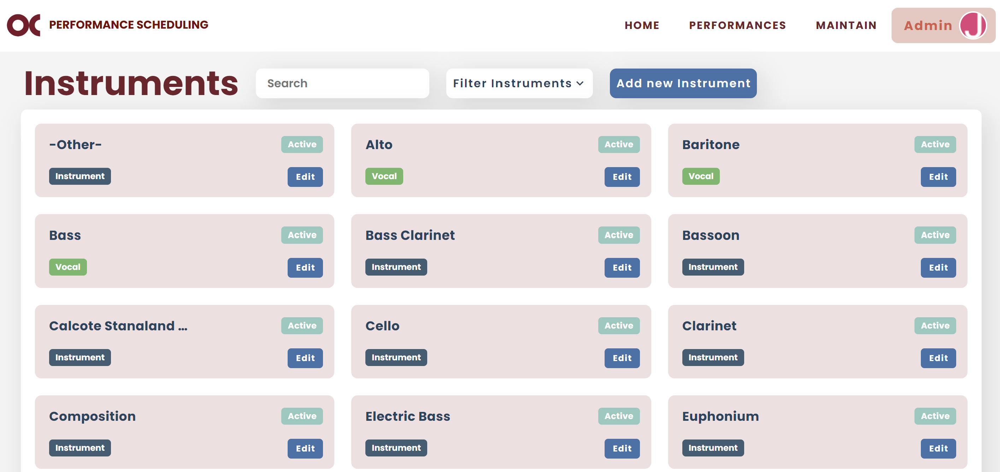 OC PERFORMANCE SCHEDULING HOME PERFORMANCES MAINTAIN Admin J
Instruments Search Filter Instruments Add new Instrument
-Other- Active Alto Active Baritone Active
Instrument Edit Vocal Edit Vocal Edit
Bass Active Bass Clarinet Active Bassoon Active
Vocal Edit Instrument Edit Instrument Edit
Calcote Stanaland ... Active Cello Active Clarinet Active
Instrument Edit Instrument Edit Instrument Edit
Composition Active Electric Bass Active Euphonium Active
Instrument Edit Instrument Edit Instrument Edit